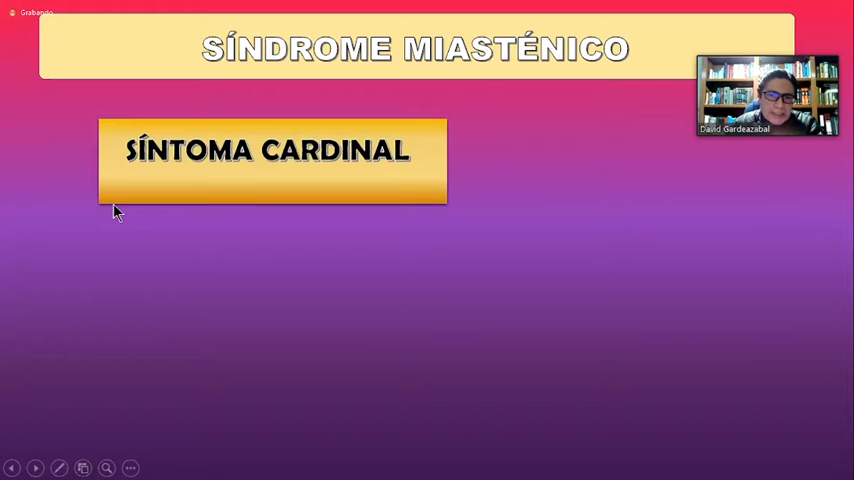 Grabando
SÍNDROME MIASTÉNICO
David Gardeazabal
SÍNTOMA CARDINAL